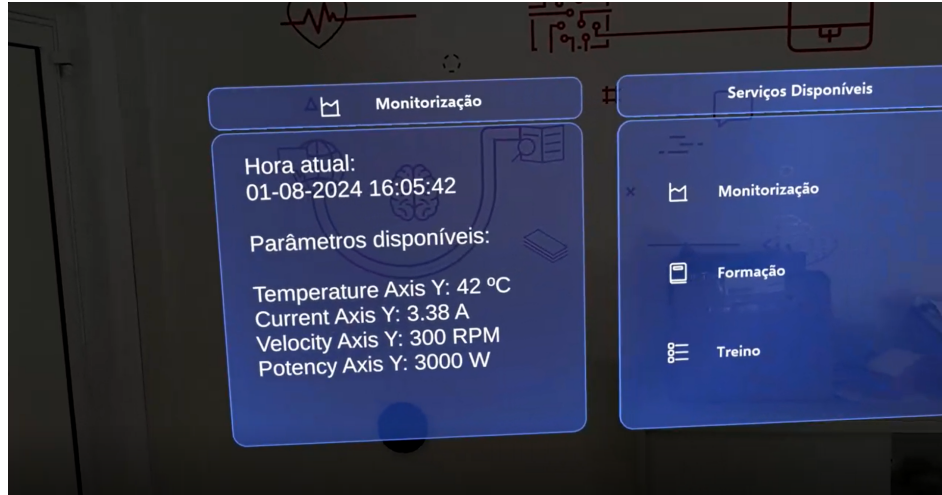 Monitorização
Hora atual:
01-08-2024 16:05:42
Parâmetros disponíveis:
Temperature Axis Y: 42 ºC
Current Axis Y: 3.38 A
Velocity Axis Y: 300 RPM
Potency Axis Y: 3000 W
Serviços Disponíveis
Monitorização
Formação
Treino